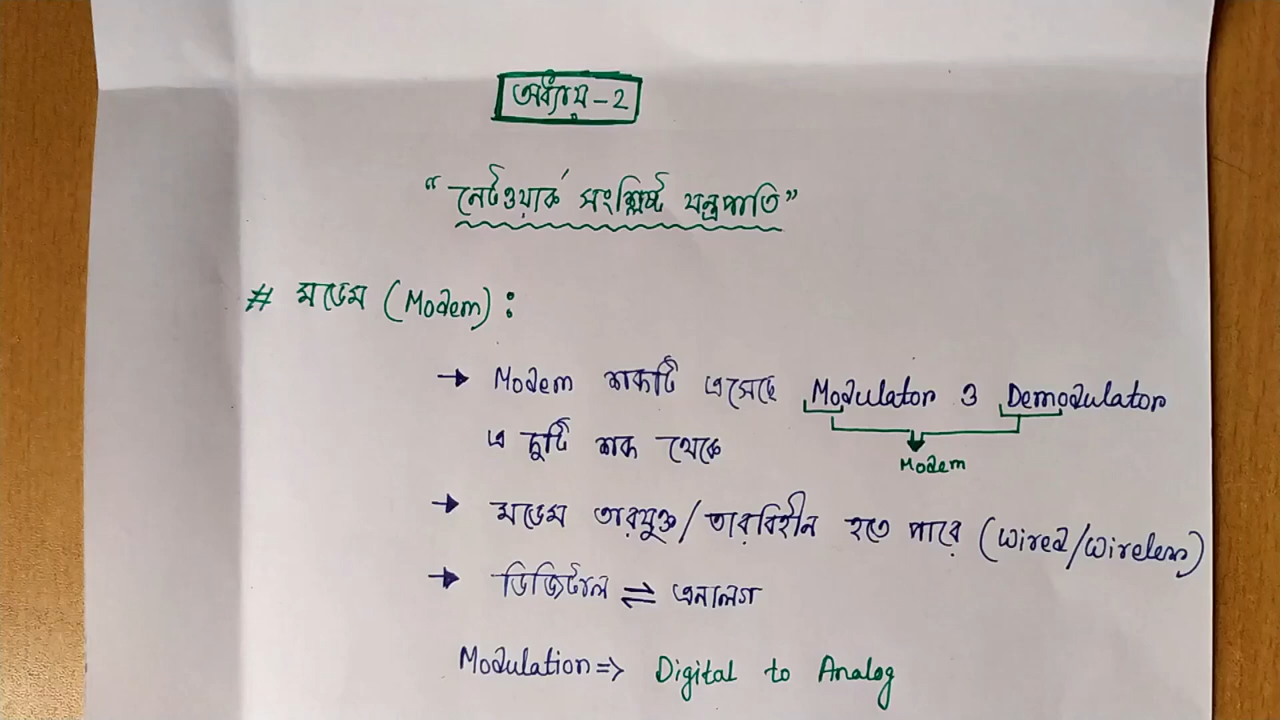 অধ্যায় - 2
" নেটওয়ার্ক সংশ্লিষ্ট যন্ত্রপাতি "
# মডেম (Modem) :
→ Modem শব্দটি এসেছে Modulator ও Demodulator
এ দুটি শব্দ থেকে
Modem
→ মডেম তারযুক্ত / তারবিহীন হতে পারে (Wired/Wireless)
→ ডিজিটাল ⇌ এনালগ
Modulation => Digital to Analog